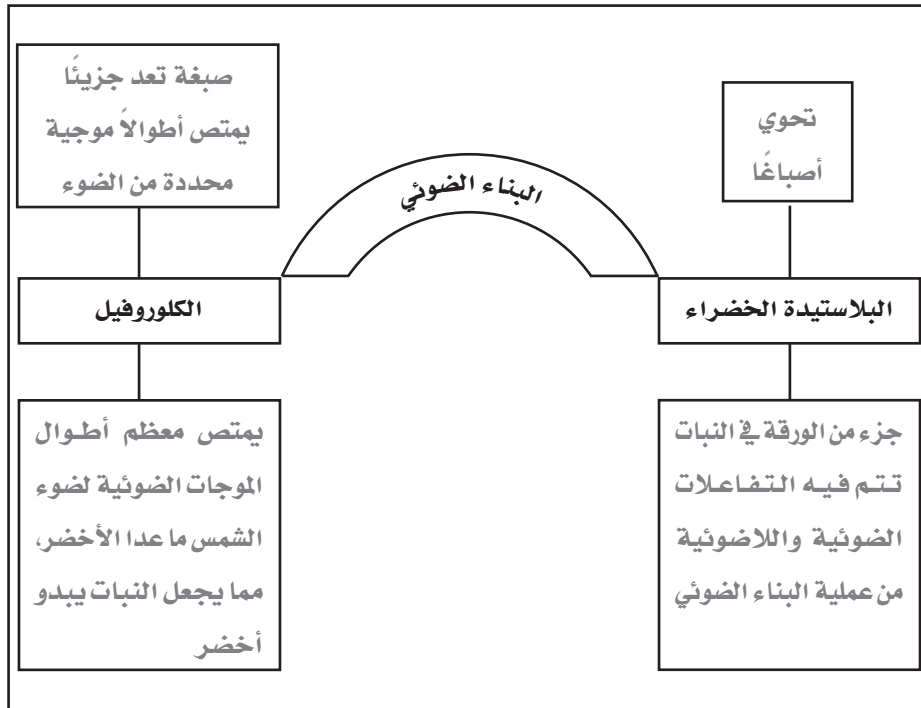 البناء الضوئي
تحوي
أصباغًا
البلاستيدة الخضراء
جزء من الورقة في النبات
تتم فيه التفاعلات
الضوئية واللاضوئية
من عملية البناء الضوئي
صبغة تعد جزيئًا
يمتص أطوالاً موجية
محددة من الضوء
الكلوروفيل
يمتص معظم أطوال
الموجات الضوئية لضوء
الشمس ما عدا الأخضر،
مما يجعل النبات يبدو
أخضر